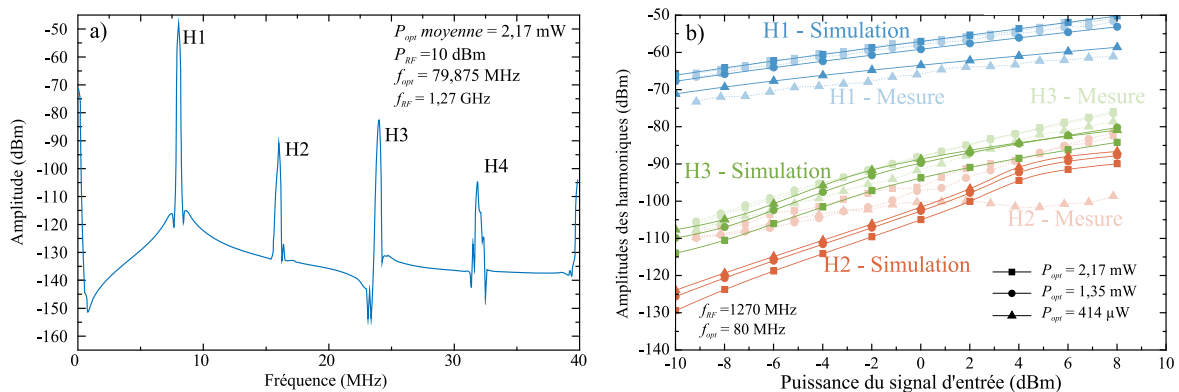 a)
P_opt moyenne = 2,17 mW
P_RF =10 dBm
f_opt = 79,875 MHz
f_RF = 1,27 GHz
H1
H2
H3
H4
Amplitude (dBm)
-50
-60
-70
-80
-90
-100
-110
-120
-130
-140
-150
-160
0
10
20
30
40
Fréquence (MHz)
b)
H1 - Simulation
H1 - Mesure
H3 - Mesure
H3 - Simulation
H2 - Mesure
H2 - Simulation
P_opt = 2,17 mW
P_opt = 1,35 mW
P_opt = 414 µW
f_RF =1270 MHz
f_opt = 80 MHz
Amplitudes des harmoniques (dBm)
-50
-60
-70
-80
-90
-100
-110
-120
-130
-140
-10
-8
-6
-4
-2
0
2
4
6
8
10
Puissance du signal d'entrée (dBm)